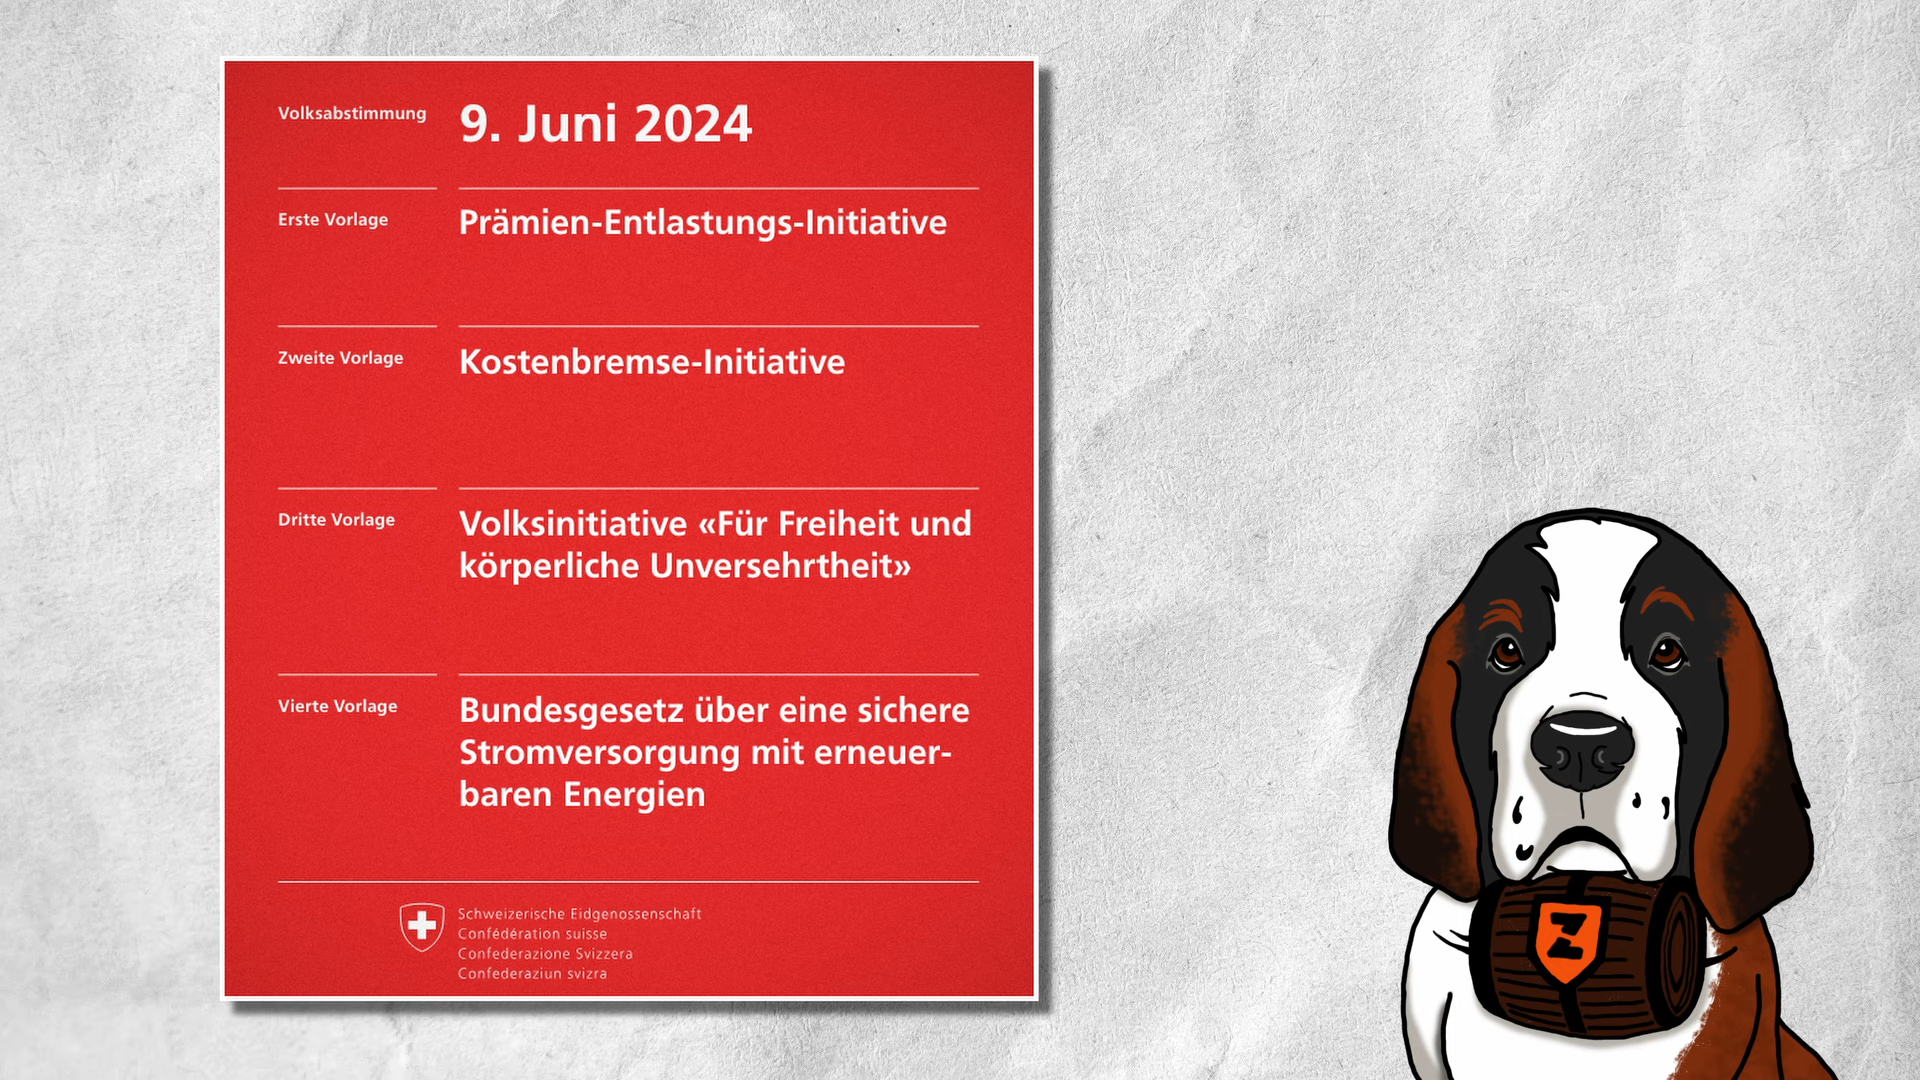 Volksabstimmung 9. Juni 2024
Erste Vorlage Prämien-Entlastungs-Initiative
Zweite Vorlage Kostenbremse-Initiative
Dritte Vorlage Volksinitiative «Für Freiheit und
körperliche Unversehrtheit»
Vierte Vorlage Bundesgesetz über eine sichere
Stromversorgung mit erneuer-
baren Energien
Schweizerische Eidgenossenschaft
Confédération suisse
Confederazione Svizzera
Confederaziun svizra
Z